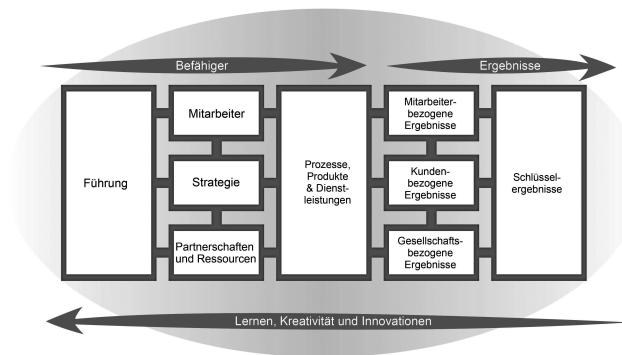 Befähiger
Ergebnisse
Führung
Mitarbeiter
Strategie
Partnerschaften
und Ressourcen
Prozesse,
Produkte
& Dienst-
leistungen
Mitarbeiter-
bezogene
Ergebnisse
Kunden-
bezogene
Ergebnisse
Gesellschafts-
bezogene
Ergebnisse
Schlüssel-
ergebnisse
Lernen, Kreativität und Innovationen